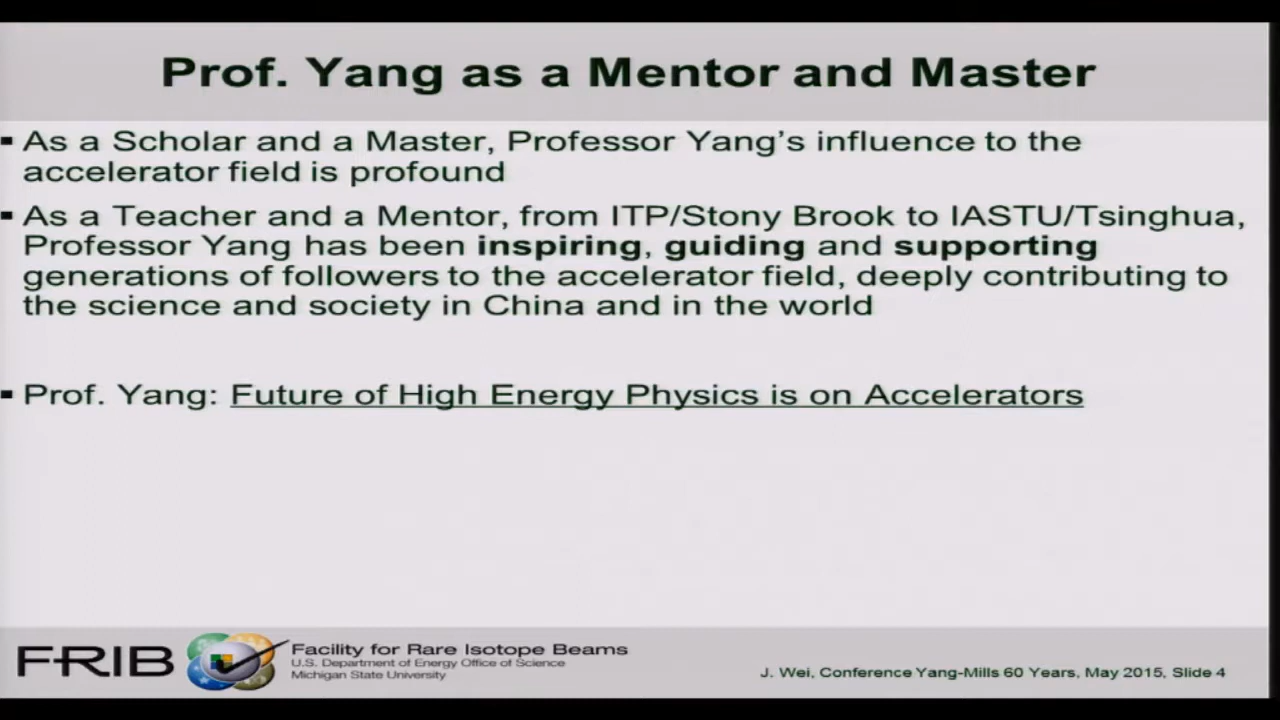 Prof. Yang as a Mentor and Master
▪ As a Scholar and a Master, Professor Yang's influence to the
accelerator field is profound
▪ As a Teacher and a Mentor, from ITP/Stony Brook to IASTU/Tsinghua,
Professor Yang has been inspiring, guiding and supporting
generations of followers to the accelerator field, deeply contributing to
the science and society in China and in the world
▪ Prof. Yang: Future of High Energy Physics is on Accelerators
FRIB
Facility for Rare Isotope Beams
U.S. Department of Energy Office of Science
Michigan State University
J. Wei, Conference Yang-Mills 60 Years, May 2015, Slide 4